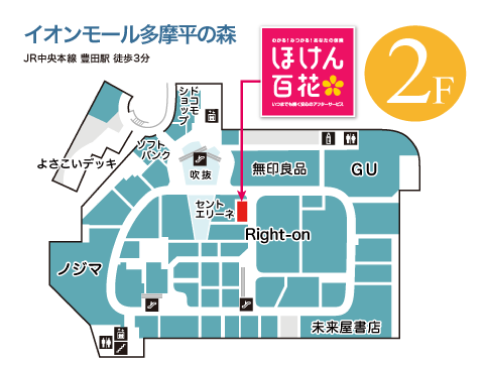 イオンモール多摩平の森
JR中央本線 豊田駅 徒歩3分
わかる!みつかる!あなたの保険
ほけん
百花
いつまでも続く安心のアフターサービス
2F
ドコモ
ショップ
ソフト
バンク
よさこいデッキ
吹抜
無印良品
GU
セント
エリーネ
Right-on
ノジマ
未来屋書店